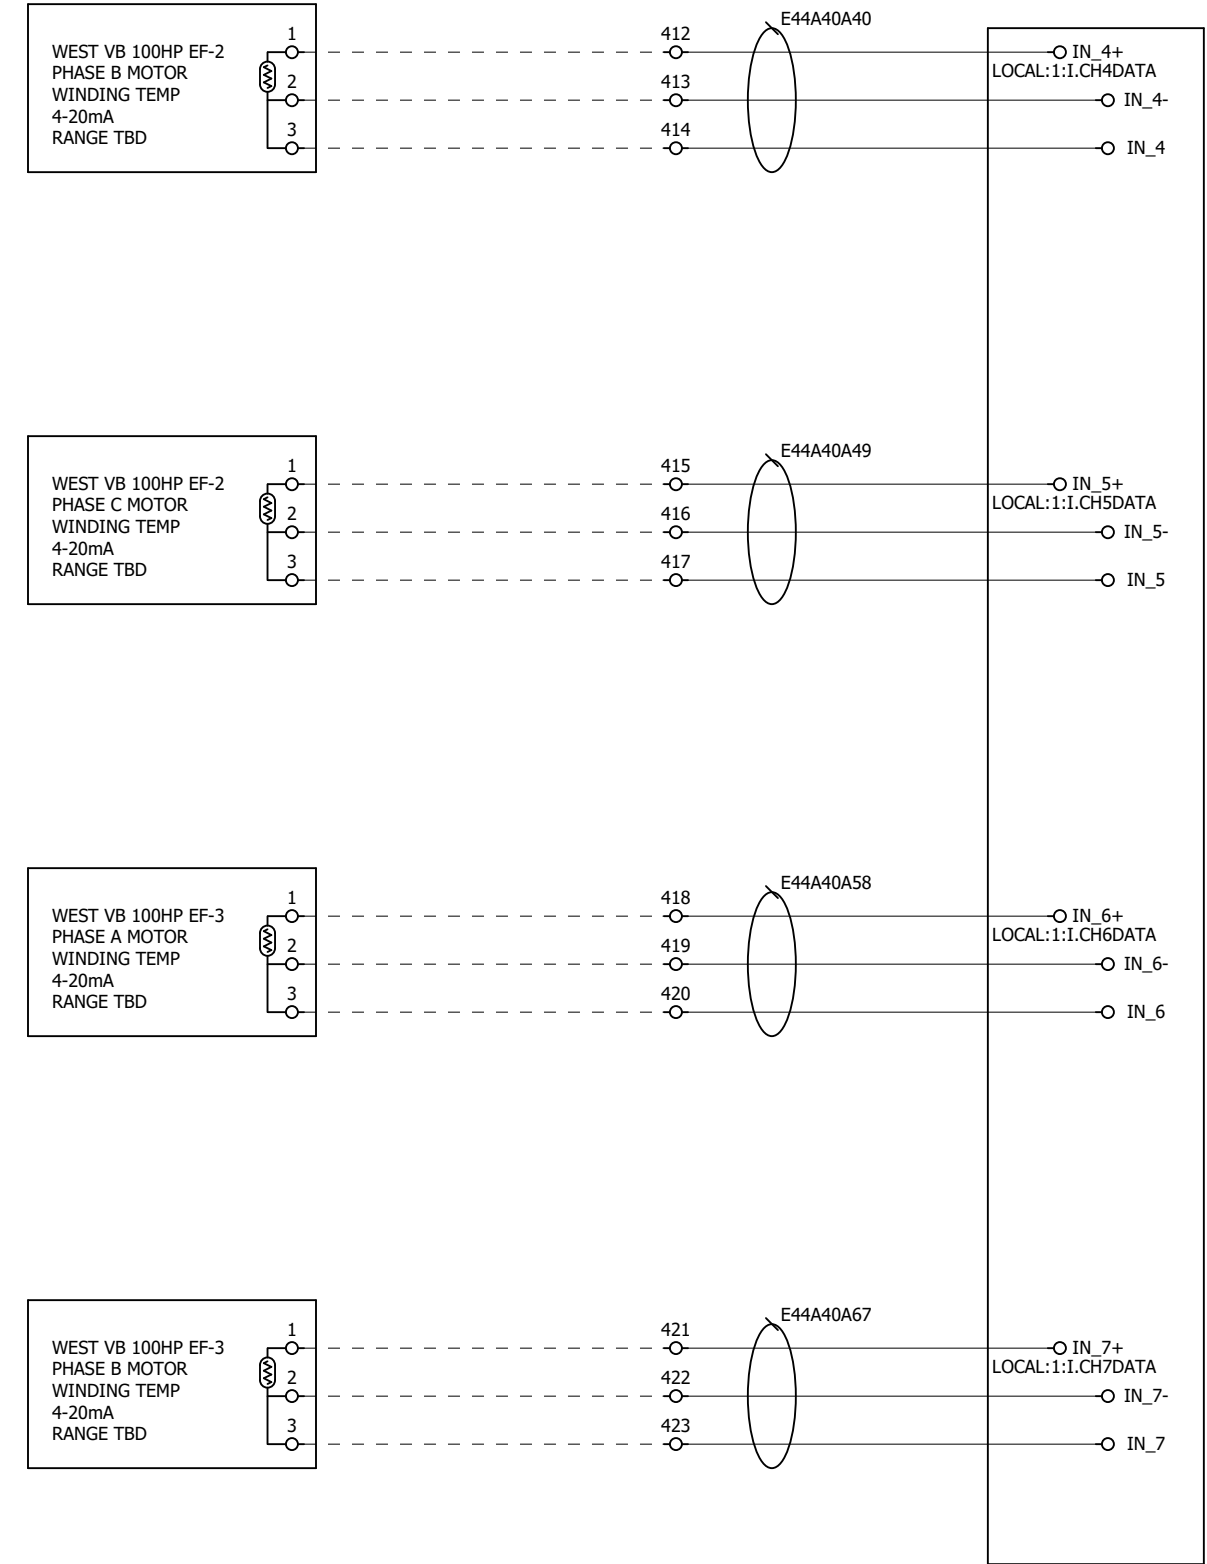 E44A40A40
1
412
WEST VB 100HP EF-2
IN_4+
PHASE B MOTOR
LOCAL:1:I.CH4DATA
2
413
WINDING TEMP
IN_4-
4-20mA
3
414
RANGE TBD
IN_4
E44A40A49
1
415
WEST VB 100HP EF-2
IN_5+
PHASE C MOTOR
LOCAL:1:I.CH5DATA
2
416
WINDING TEMP
IN_5-
4-20mA
3
417
RANGE TBD
IN_5
E44A40A58
1
418
WEST VB 100HP EF-3
IN_6+
PHASE A MOTOR
LOCAL:1:I.CH6DATA
2
419
WINDING TEMP
IN_6-
4-20mA
3
420
RANGE TBD
IN_6
E44A40A67
1
421
WEST VB 100HP EF-3
IN_7+
PHASE B MOTOR
LOCAL:1:I.CH7DATA
2
422
WINDING TEMP
IN_7-
4-20mA
3
423
RANGE TBD
IN_7